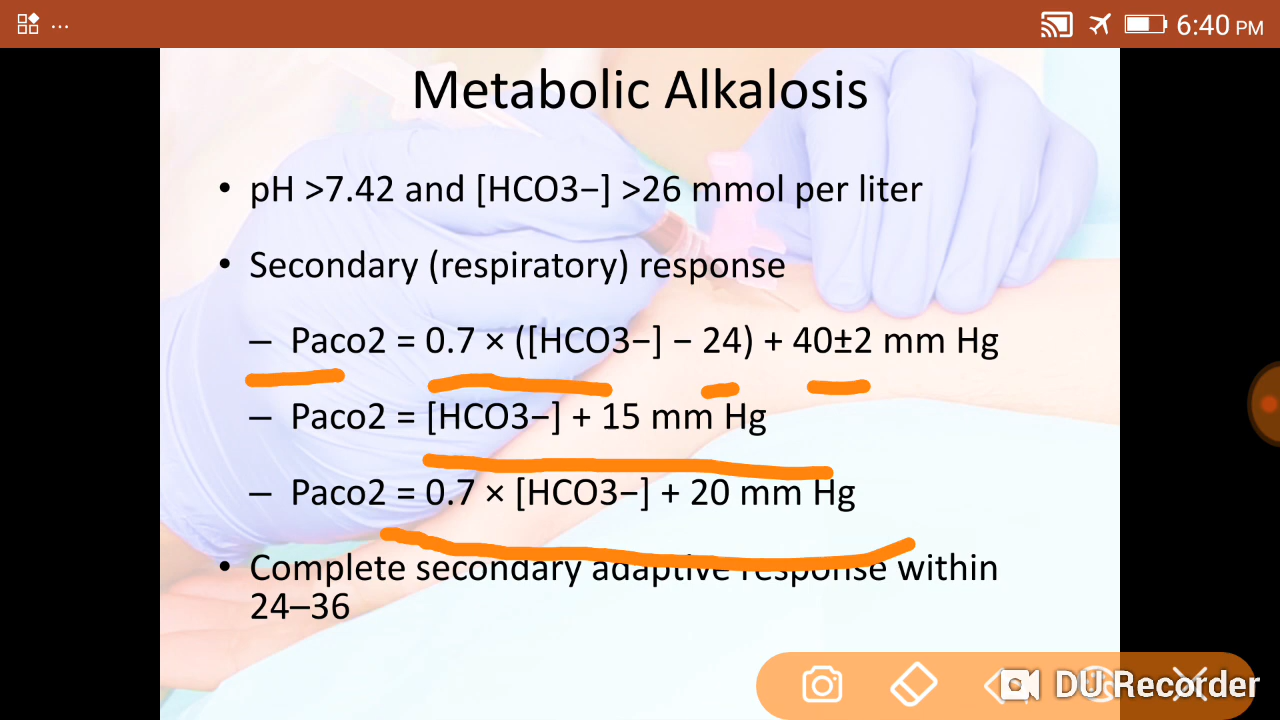 ... 6:40 PM
Metabolic Alkalosis
• pH >7.42 and [HCO3−] >26 mmol per liter
• Secondary (respiratory) response
– Paco2 = 0.7 × ([HCO3−] − 24) + 40±2 mm Hg
– Paco2 = [HCO3−] + 15 mm Hg
– Paco2 = 0.7 × [HCO3−] + 20 mm Hg
• Complete secondary adaptive response within
24–36
DU Recorder